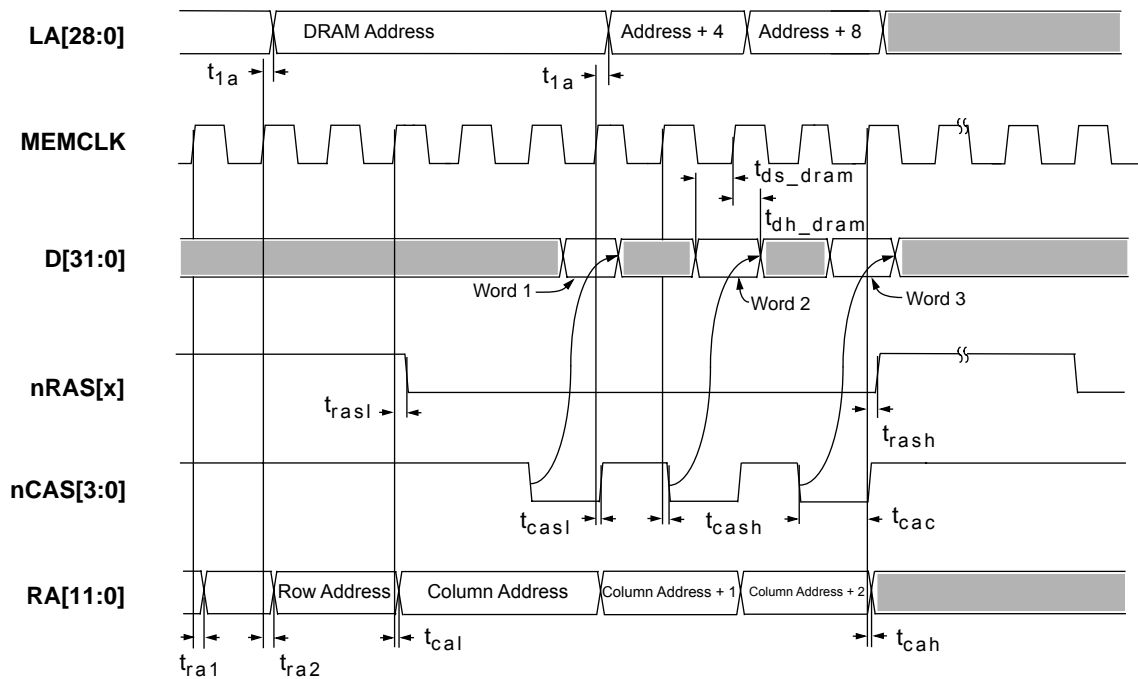 LA[28:0] DRAM Address Address + 4 Address + 8
t1a t1a
MEMCLK
tds_dram
tdh_dram
D[31:0]
Word 1 Word 2 Word 3
nRAS[x]
trasl trash
nCAS[3:0]
tcasl tcash tcac
RA[11:0] Row Address Column Address Column Address + 1 Column Address + 2
tra1 tra2 tcal tcah